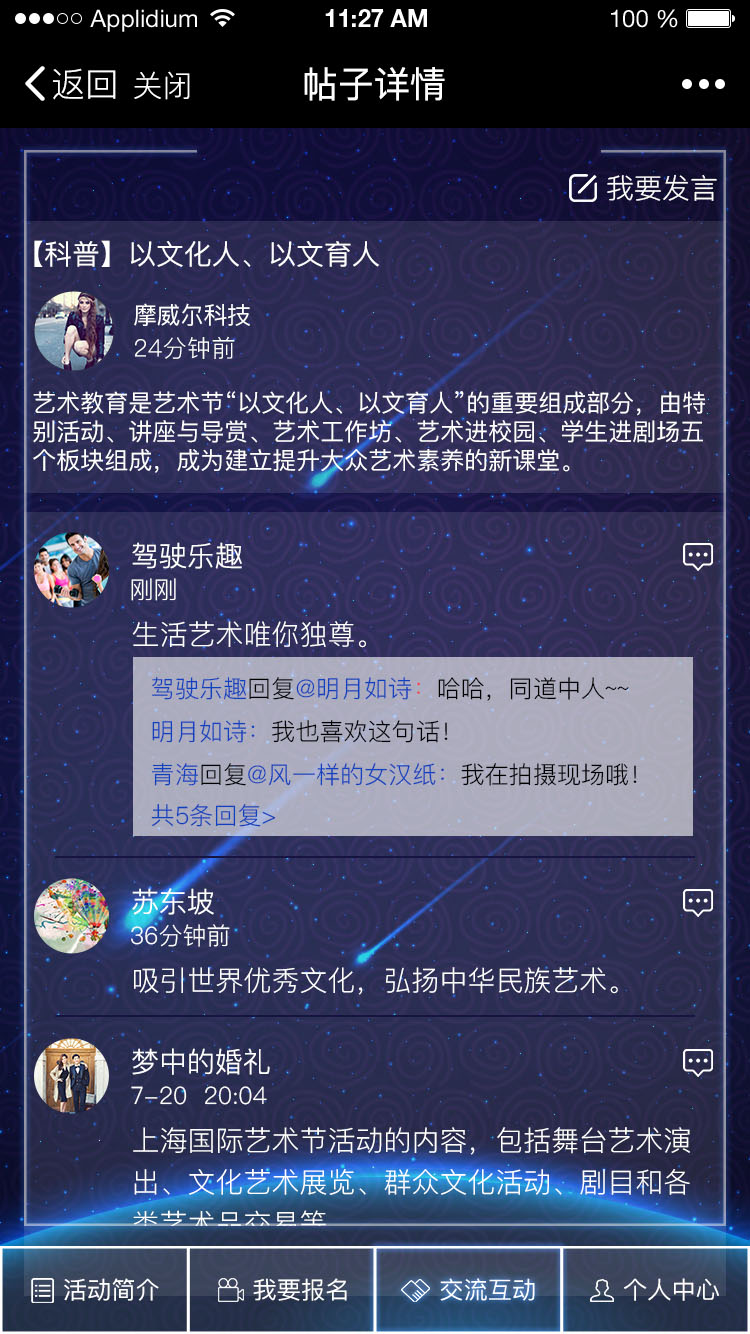 Applidium 11:27 AM 100 %
返回 关闭 帖子详情
我要发言
【科普】以文化人、以文育人
摩威尔科技
24分钟前
艺术教育是艺术节“以文化人、以文育人”的重要组成部分，由特
别活动、讲座与导赏、艺术工作坊、艺术进校园、学生进剧场五
个板块组成，成为建立提升大众艺术素养的新课堂。
驾驶乐趣
刚刚
生活艺术唯你独尊。
驾驶乐趣回复@明月如诗：哈哈，同道中人~~
明月如诗：我也喜欢这句话！
青海回复@风一样的女汉纸：我在拍摄现场哦！
共5条回复>
苏东坡
36分钟前
吸引世界优秀文化，弘扬中华民族艺术。
梦中的婚礼
7-20 20:04
上海国际艺术节活动的内容，包括舞台艺术演
出、文化艺术展览、群众文化活动、剧目和各
类艺术品交易等
活动简介 我要报名 交流互动 个人中心